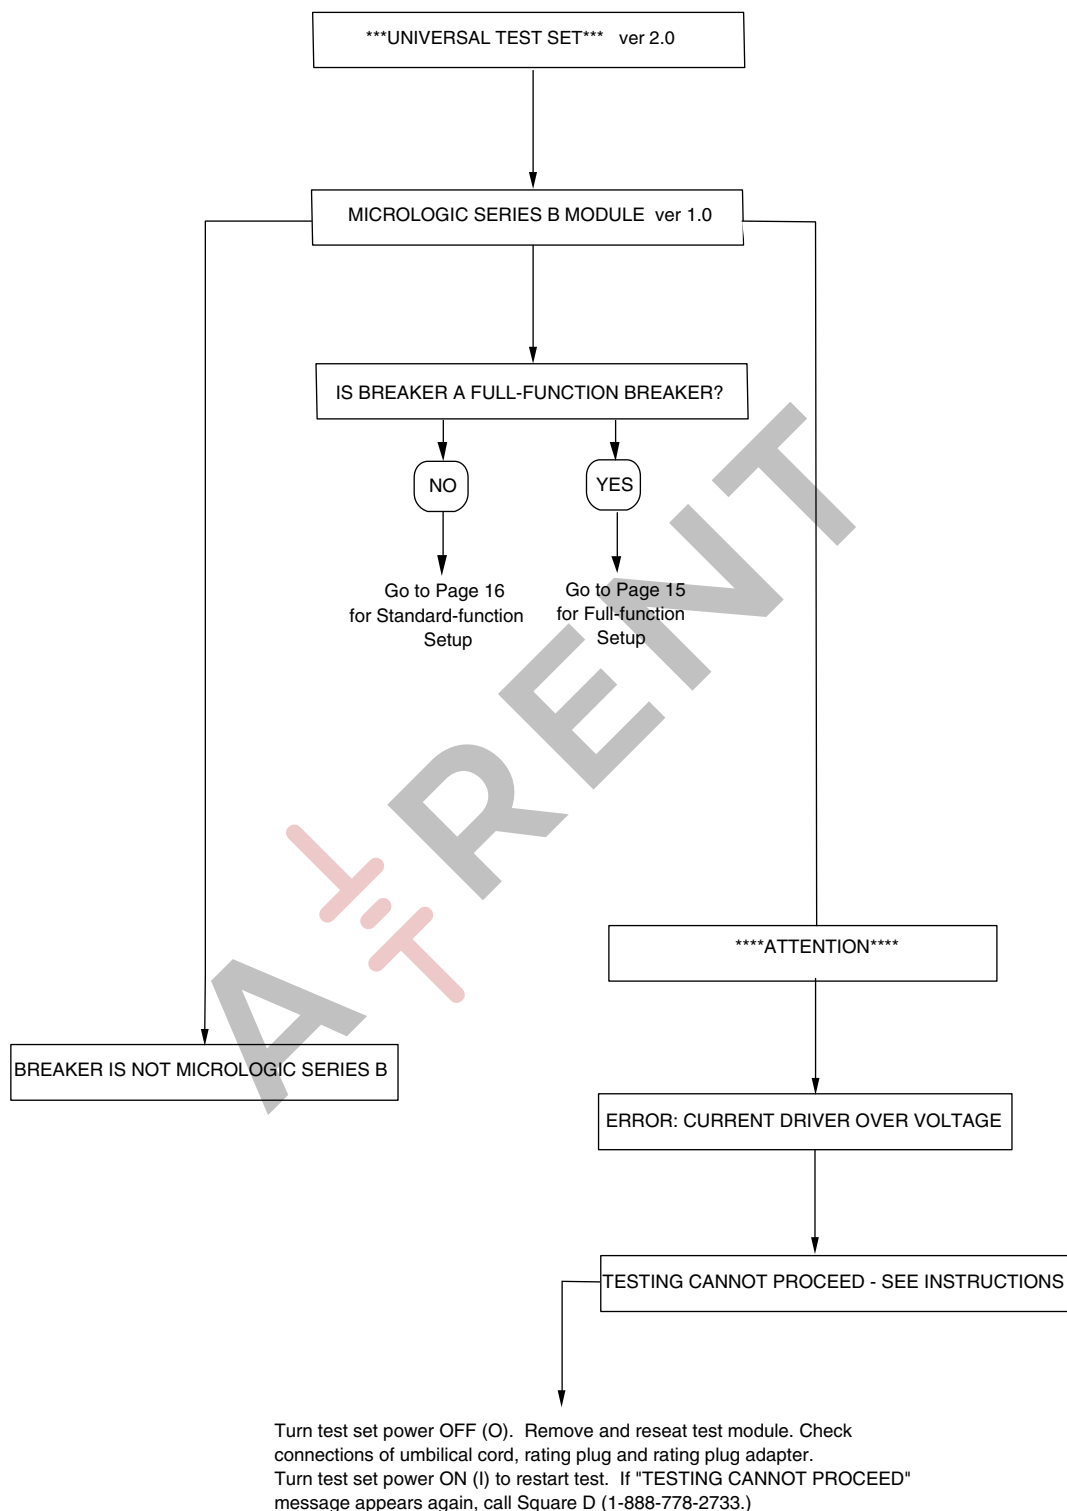 ***UNIVERSAL TEST SET*** ver 2.0
MICROLOGIC SERIES B MODULE ver 1.0
IS BREAKER A FULL-FUNCTION BREAKER?
NO
YES
Go to Page 16
for Standard-function
Setup
Go to Page 15
for Full-function
Setup
A RENT
****ATTENTION****
BREAKER IS NOT MICROLOGIC SERIES B
ERROR: CURRENT DRIVER OVER VOLTAGE
TESTING CANNOT PROCEED - SEE INSTRUCTIONS
Turn test set power OFF (O). Remove and reseat test module. Check
connections of umbilical cord, rating plug and rating plug adapter.
Turn test set power ON (I) to restart test. If "TESTING CANNOT PROCEED"
message appears again, call Square D (1-888-778-2733.)